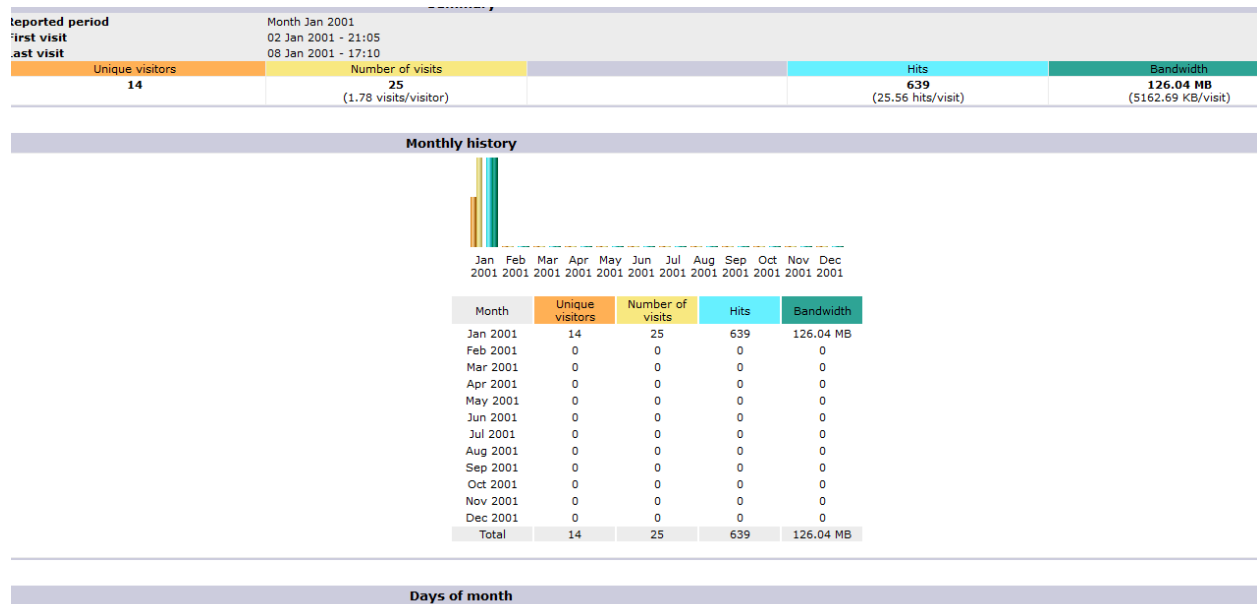 Summary
Reported period Month Jan 2001
First visit 02 Jan 2001 - 21:05
Last visit 08 Jan 2001 - 17:10
Unique visitors Number of visits Hits Bandwidth
14 25 639 126.04 MB
(1.78 visits/visitor) (25.56 hits/visit) (5162.69 KB/visit)
Monthly history
Jan Feb Mar Apr May Jun Jul Aug Sep Oct Nov Dec
2001 2001 2001 2001 2001 2001 2001 2001 2001 2001 2001 2001
Month Unique visitors Number of visits Hits Bandwidth
Jan 2001 14 25 639 126.04 MB
Feb 2001 0 0 0 0
Mar 2001 0 0 0 0
Apr 2001 0 0 0 0
May 2001 0 0 0 0
Jun 2001 0 0 0 0
Jul 2001 0 0 0 0
Aug 2001 0 0 0 0
Sep 2001 0 0 0 0
Oct 2001 0 0 0 0
Nov 2001 0 0 0 0
Dec 2001 0 0 0 0
Total 14 25 639 126.04 MB
Days of month